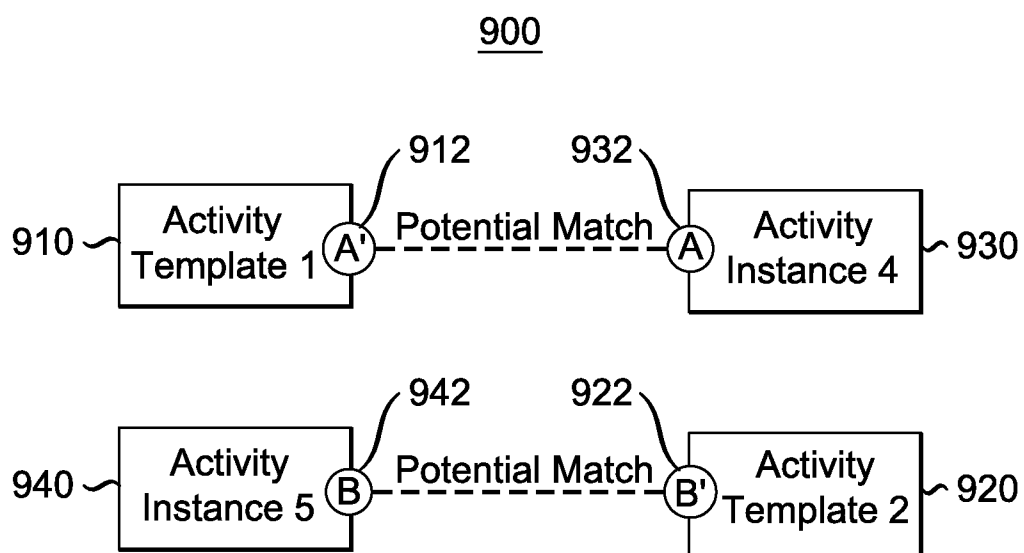 900
912
932
910
Activity
Template 1
A'
Potential Match
A
Activity
Instance 4
930
942
922
940
Activity
Instance 5
B
Potential Match
B'
Activity
Template 2
920